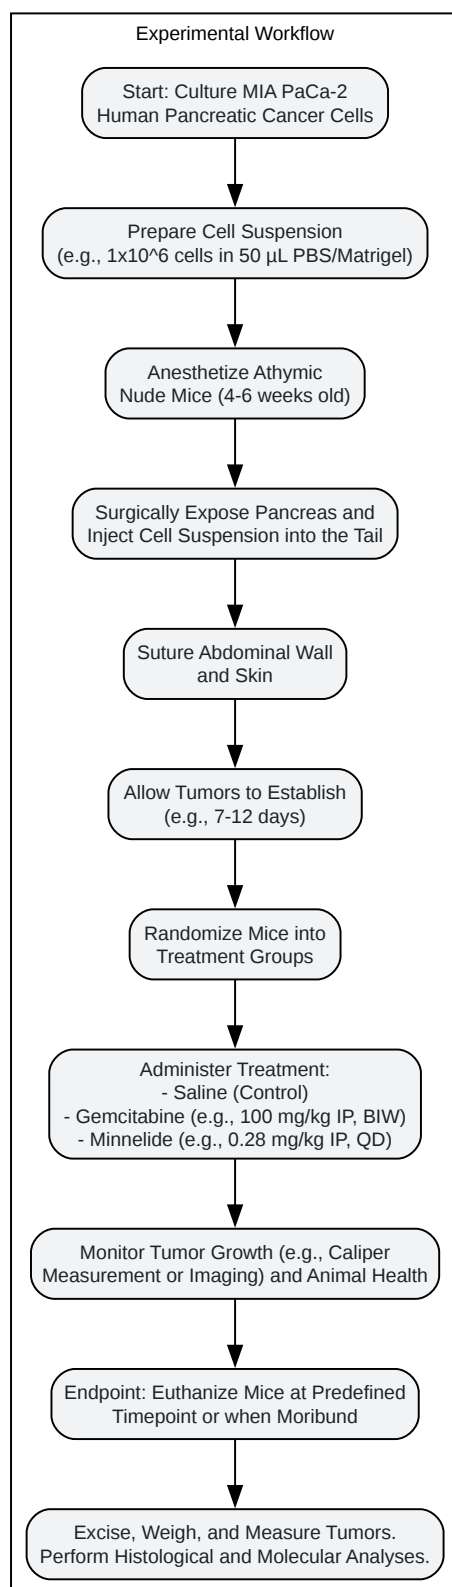 Experimental Workflow
Start: Culture MIA PaCa-2
Human Pancreatic Cancer Cells
Prepare Cell Suspension
(e.g., 1x10^6 cells in 50 µL PBS/Matrigel)
Anesthetize Athymic
Nude Mice (4-6 weeks old)
Surgically Expose Pancreas and
Inject Cell Suspension into the Tail
Suture Abdominal Wall
and Skin
Allow Tumors to Establish
(e.g., 7-12 days)
Randomize Mice into
Treatment Groups
Administer Treatment:
- Saline (Control)
- Gemcitabine (e.g., 100 mg/kg IP, BIW)
- Minnelide (e.g., 0.28 mg/kg IP, QD)
Monitor Tumor Growth (e.g., Caliper
Measurement or Imaging) and Animal Health
Endpoint: Euthanize Mice at Predefined
Timepoint or when Moribund
Excise, Weigh, and Measure Tumors.
Perform Histological and Molecular Analyses.